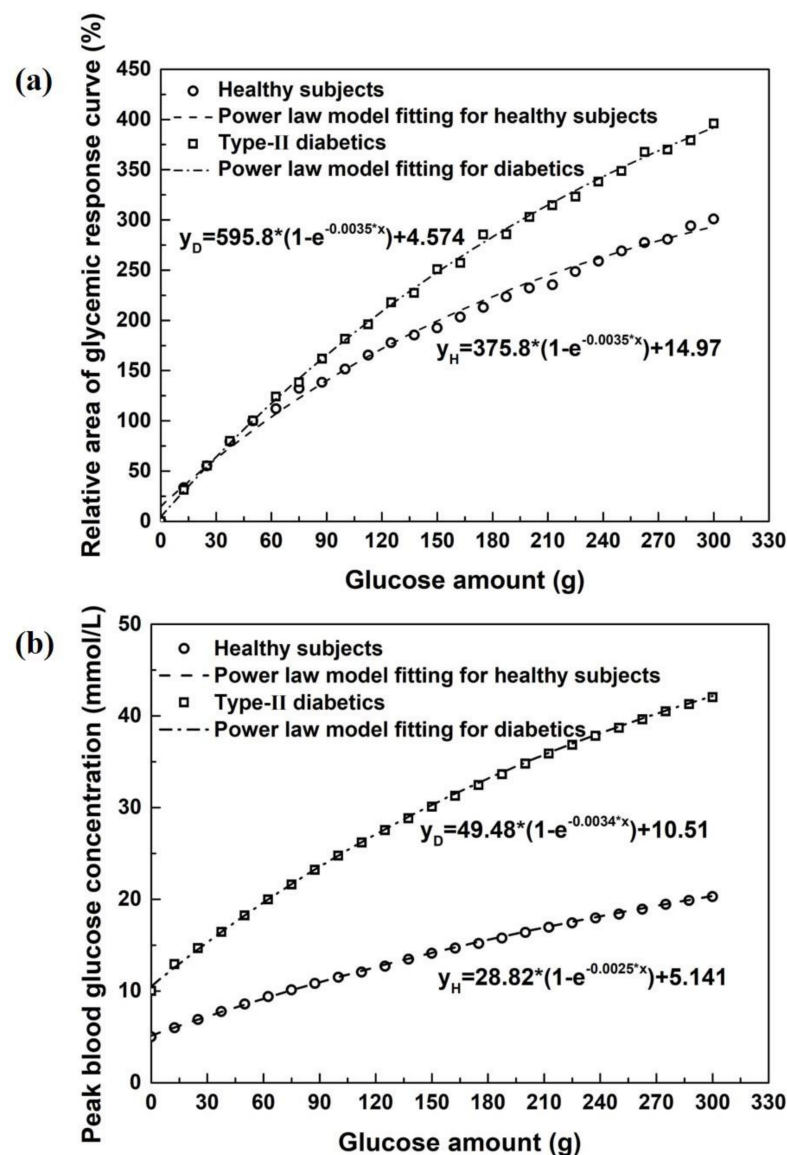 (a)
Relative area of glycemic response curve (%)
450
400
350
300
250
200
150
100
50
0
Healthy subjects
Power law model fitting for healthy subjects
Type-II diabetics
Power law model fitting for diabetics
y_D=595.8*(1-e^-0.0035*x)+4.574
y_H=375.8*(1-e^-0.0035*x)+14.97
0 30 60 90 120 150 180 210 240 270 300 330
Glucose amount (g)
(b)
Peak blood glucose concentration (mmol/L)
50
40
30
20
10
0
Healthy subjects
Power law model fitting for healthy subjects
Type-II diabetics
Power law model fitting for diabetics
y_D=49.48*(1-e^-0.0034*x)+10.51
y_H=28.82*(1-e^-0.0025*x)+5.141
0 30 60 90 120 150 180 210 240 270 300 330
Glucose amount (g)